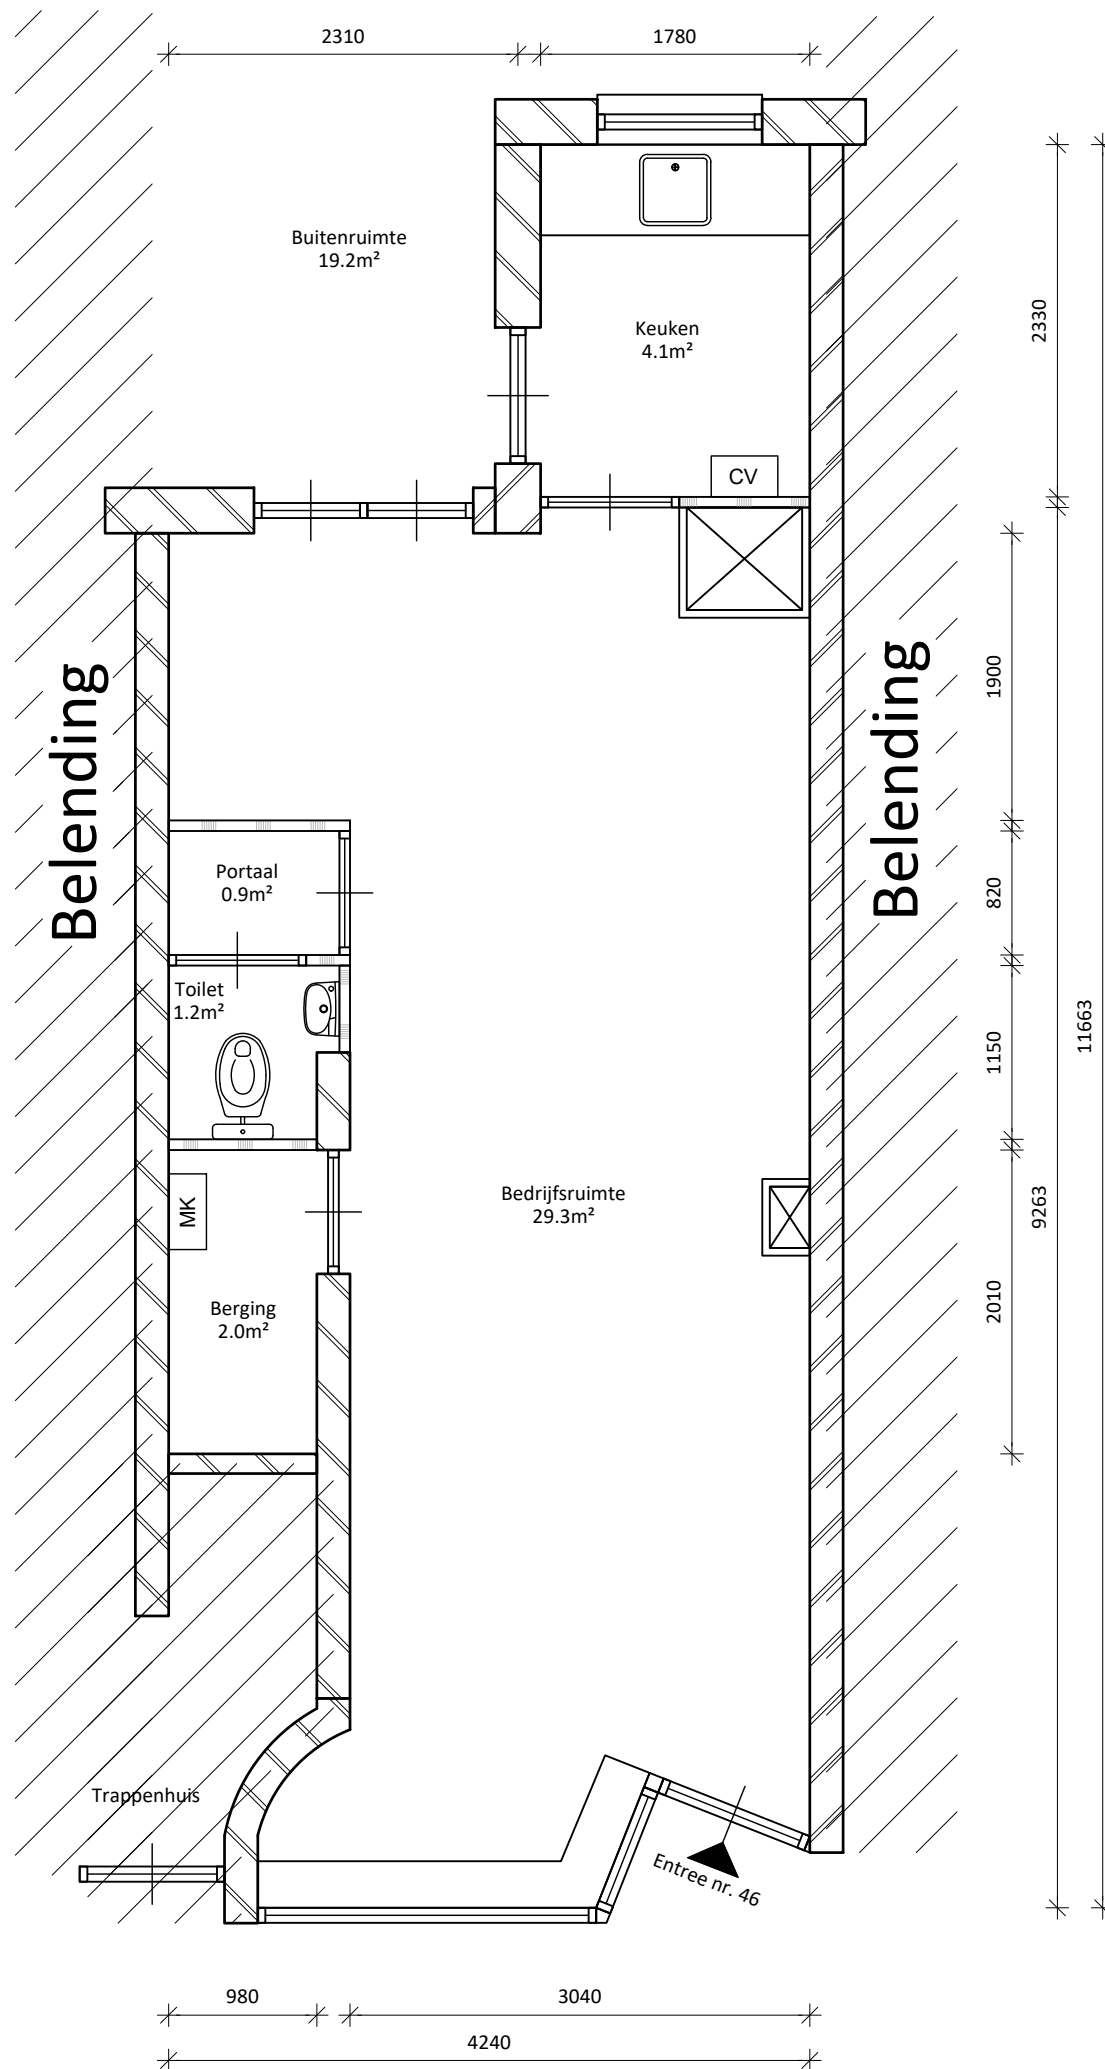 2310
1780
Buitenruimte
19.2m²
Keuken
4.1m²
2330
CV
Belending
Belending
1900
Portaal
0.9m²
820
Toilet
1.2m²
1150
11663
MK
Bedrijfsruimte
29.3m²
9263
Berging
2.0m²
2010
Trappenhuis
Entree nr. 46
980
3040
4240